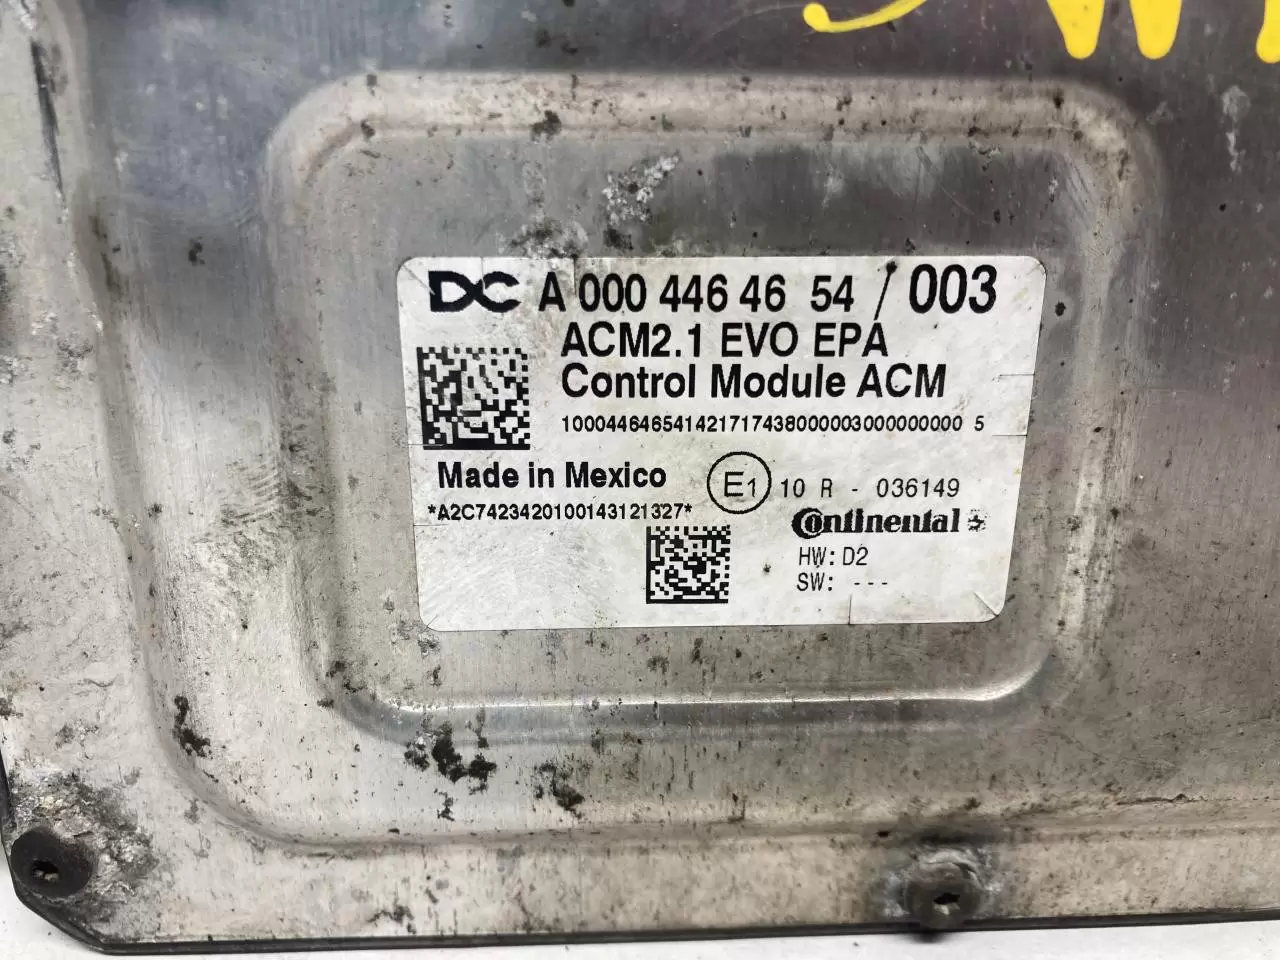 DC A 000 446 46 54 / 003
ACM2.1 EVO EPA
Control Module ACM
10004464654142171743800000300000000 5
Made in Mexico
E1 10 R - 036149
*A2C7423420100143121327*
Continental
HW: D2
SW: ---